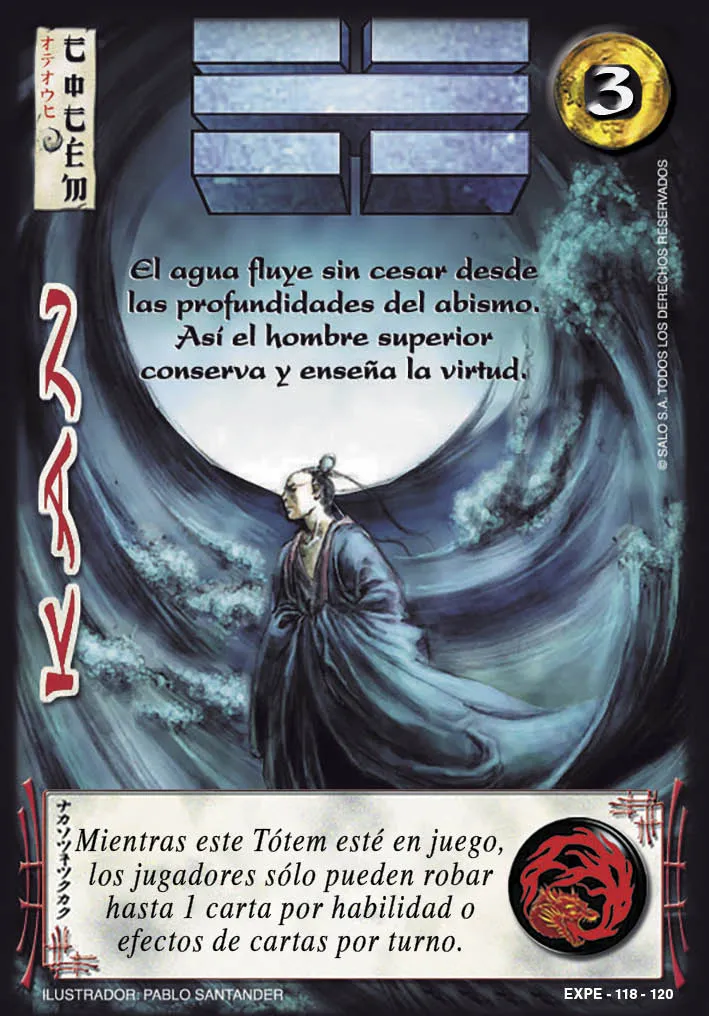 TÓTEM
オテオウヒ
3
© SALO S.A. TODOS LOS DERECHOS RESERVADOS
El agua fluye sin cesar desde
las profundidades del abismo.
Así el hombre superior
conserva y enseña la virtud.
KAN
ナカソツネツクカク
Mientras este Tótem esté en juego,
los jugadores sólo pueden robar
hasta 1 carta por habilidad o
efectos de cartas por turno.
ILUSTRADOR: PABLO SANTANDER
EXPE - 118 - 120